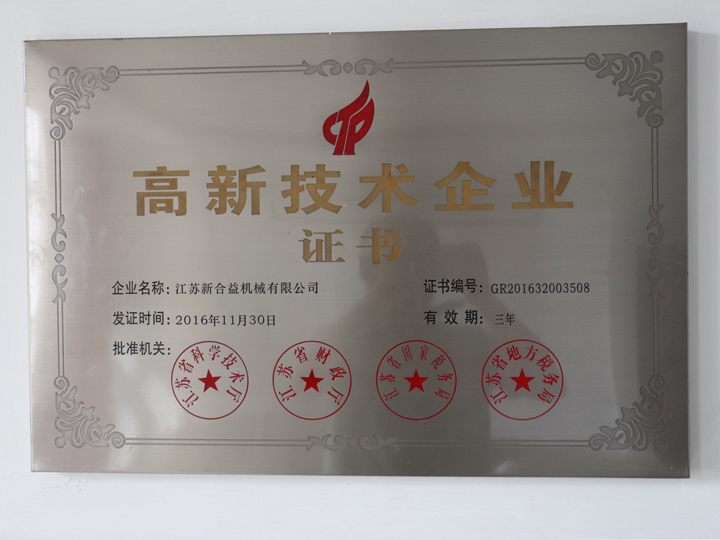 高新技术企业
证书
企业名称：江苏新合益机械有限公司 证书编号：GR201632003508
发证时间：2016年11月30日 有效期：三年
批准机关：
江苏省科学技术厅
江苏省财政厅
江苏省国家税务局
江苏省地方税务局